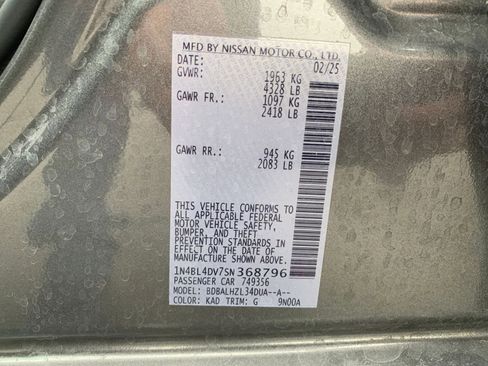 MFD BY NISSAN MOTOR CO., LTD.
DATE: 02/25
GVWR: 1963 KG
4328 LB
GAWR FR.: 1097 KG
2418 LB
GAWR RR.: 945 KG
2083 LB
THIS VEHICLE CONFORMS TO
ALL APPLICABLE FEDERAL
MOTOR VEHICLE SAFETY,
BUMPER, AND THEFT
PREVENTION STANDARDS IN
EFFECT ON THE DATE OF
MANUFACTURE SHOWN ABOVE.
1N4BL4DV7SN368796
PASSENGER CAR 749356
MODEL: BDBALHZL34DUA--A--
COLOR: KAD TRIM: G 9N00A